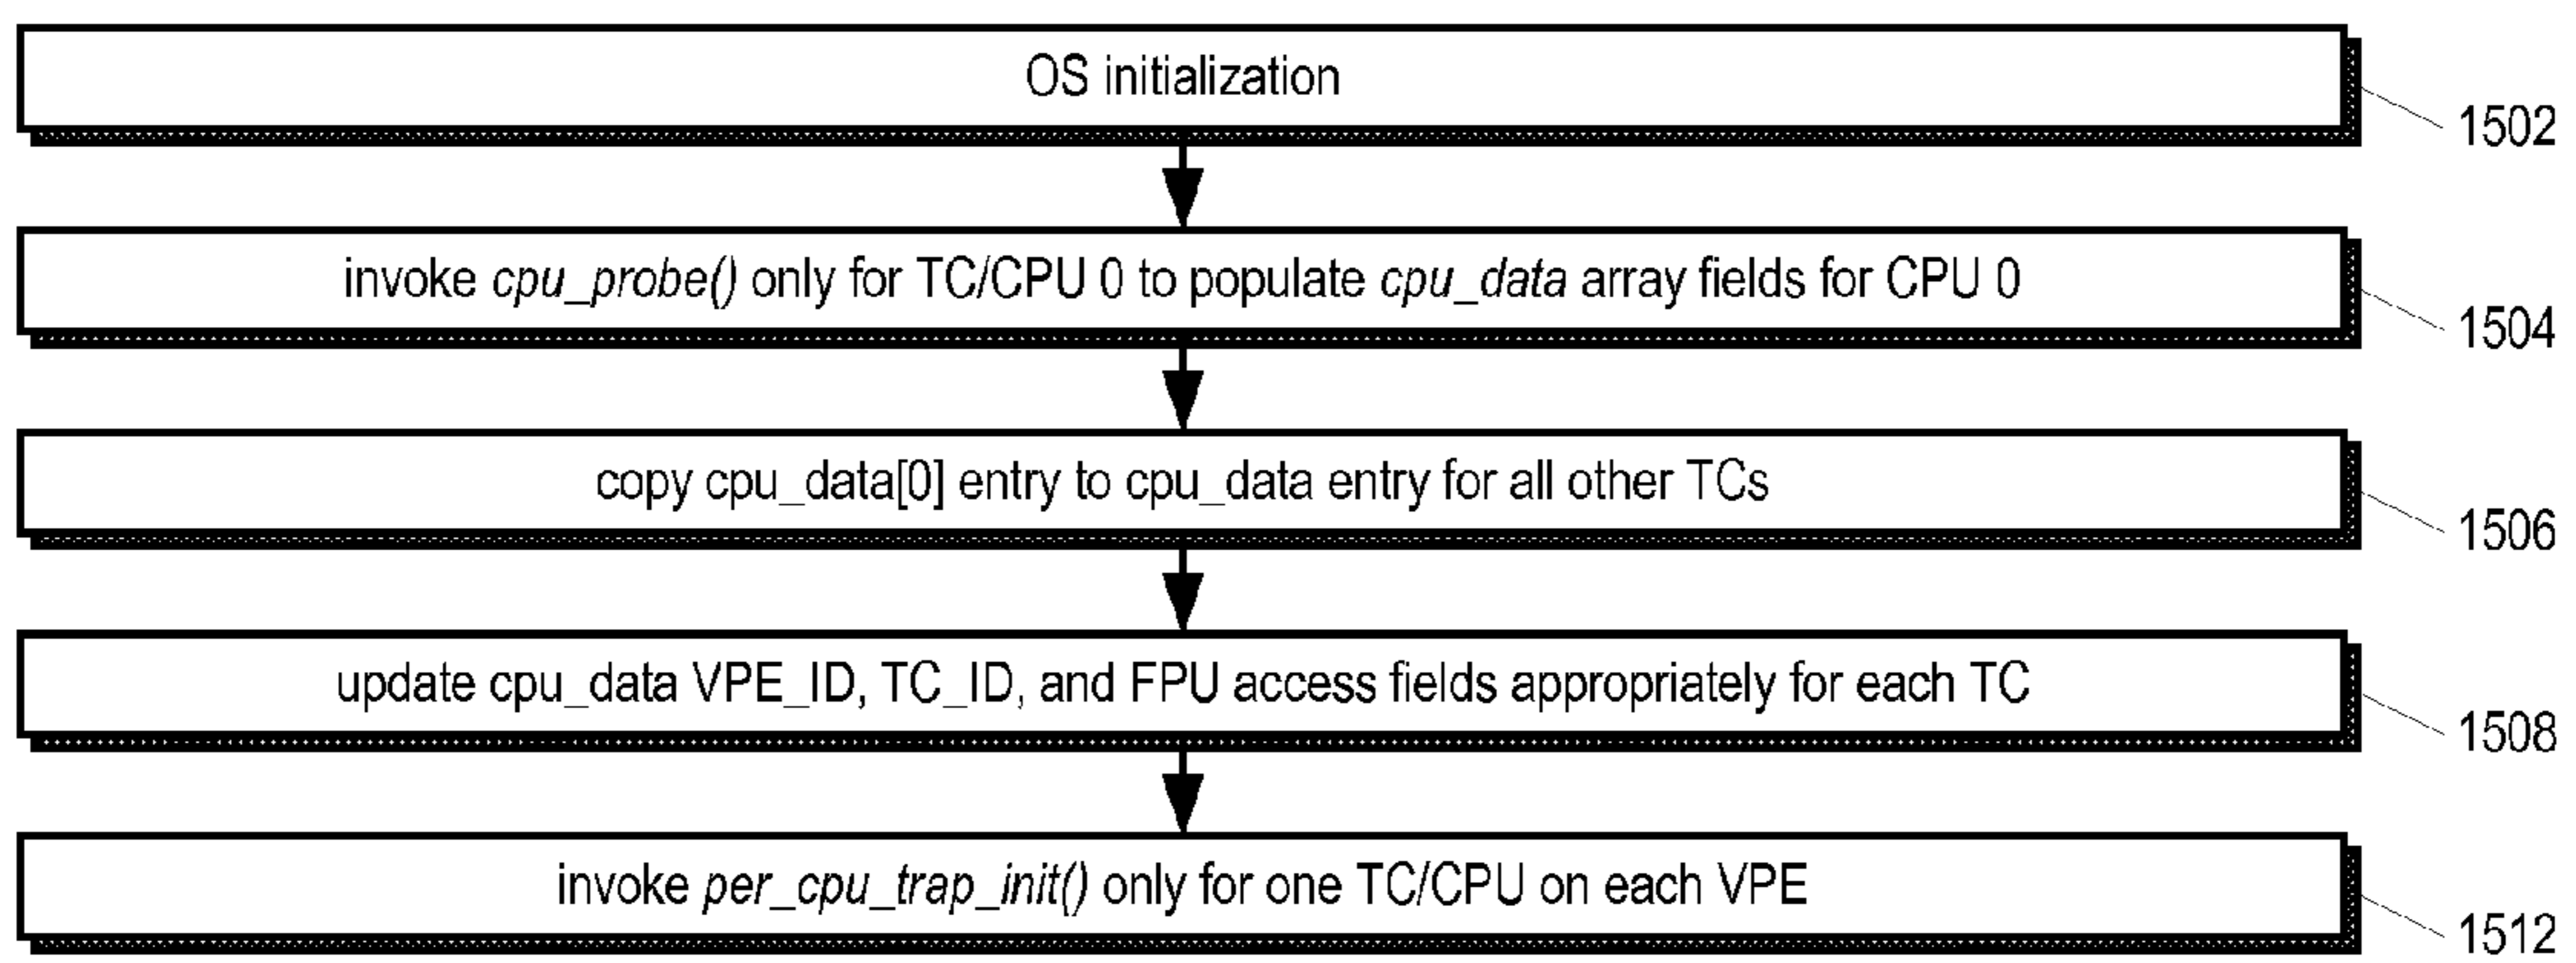 OS initialization
1502
invoke cpu_probe() only for TC/CPU 0 to populate cpu_data array fields for CPU 0
1504
copy cpu_data[0] entry to cpu_data entry for all other TCs
1506
update cpu_data VPE_ID, TC_ID, and FPU access fields appropriately for each TC
1508
invoke per_cpu_trap_init() only for one TC/CPU on each VPE
1512